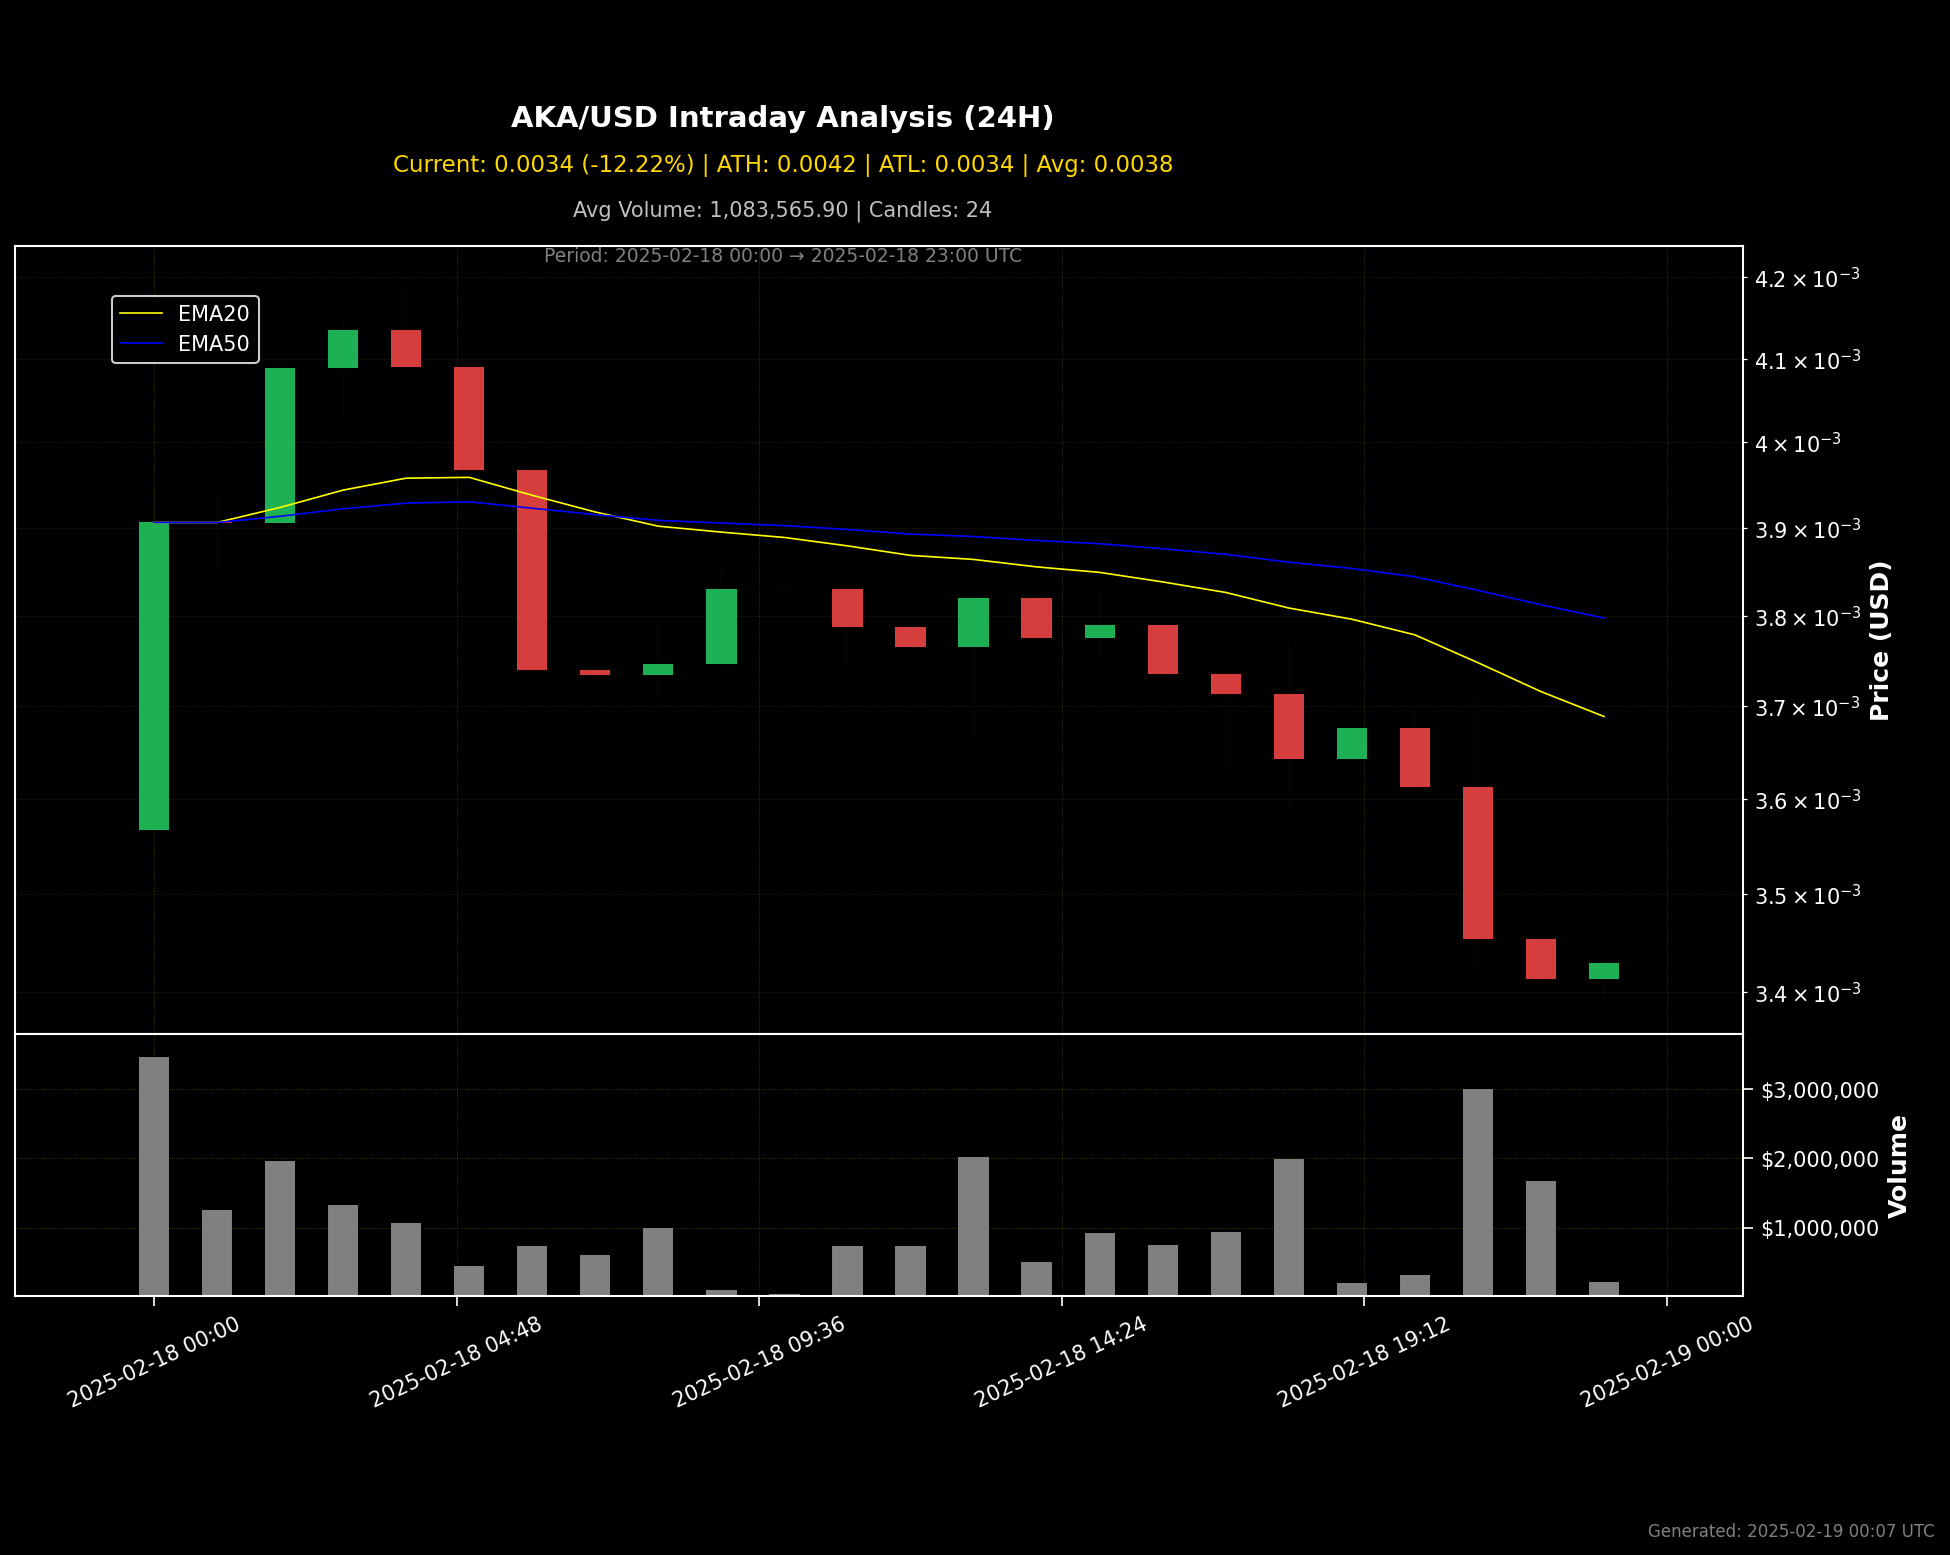 AKA/USD Intraday Analysis (24H)
Current: 0.0034 (-12.22%) | ATH: 0.0042 | ATL: 0.0034 | Avg: 0.0038
Avg Volume: 1,083,565.90 | Candles: 24
Period: 2025-02-18 00:00 → 2025-02-18 23:00 UTC
EMA20
EMA50
4.2 × 10⁻³
4.1 × 10⁻³
4 × 10⁻³
3.9 × 10⁻³
3.8 × 10⁻³
3.7 × 10⁻³
3.6 × 10⁻³
3.5 × 10⁻³
3.4 × 10⁻³
Price (USD)
$3,000,000
$2,000,000
$1,000,000
Volume
2025-02-18 00:00
2025-02-18 04:48
2025-02-18 09:36
2025-02-18 14:24
2025-02-18 19:12
2025-02-19 00:00
Generated: 2025-02-19 00:07 UTC